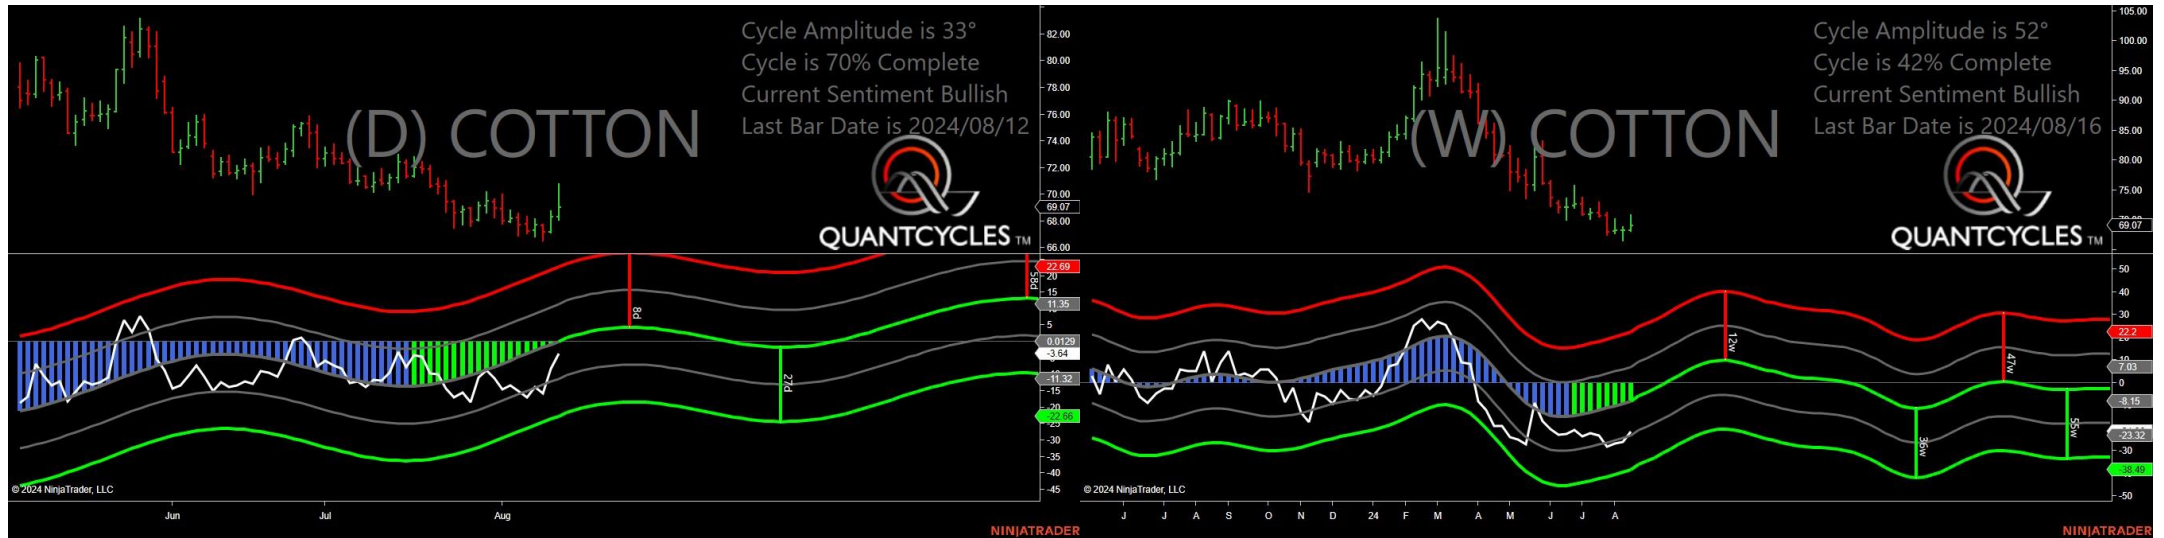 Cycle Amplitude is 33°
Cycle is 70% Complete
Current Sentiment Bullish
Last Bar Date is 2024/08/12
(D) COTTON
QUANTCYCLES TM
82.00
80.00
78.00
76.00
74.00
72.00
70.00
69.07
68.00
66.00
22.69
20
15
11.35
5
0.0129
-3.64
-11.32
-15
-20
-22.66
-25
-30
-35
-40
-45
8d
27d
58d
© 2024 NinjaTrader, LLC
Jun
Jul
Aug
NINJATRADER
Cycle Amplitude is 52°
Cycle is 42% Complete
Current Sentiment Bullish
Last Bar Date is 2024/08/16
(W) COTTON
QUANTCYCLES TM
105.00
100.00
95.00
90.00
85.00
80.00
75.00
69.07
50
40
30
22.2
20
10
7.03
0
-8.15
-23.32
-30
-38.49
-50
12w
36w
47w
55w
© 2024 NinjaTrader, LLC
J
J
A
S
O
N
D
24
F
M
A
M
J
J
A
NINJATRADER